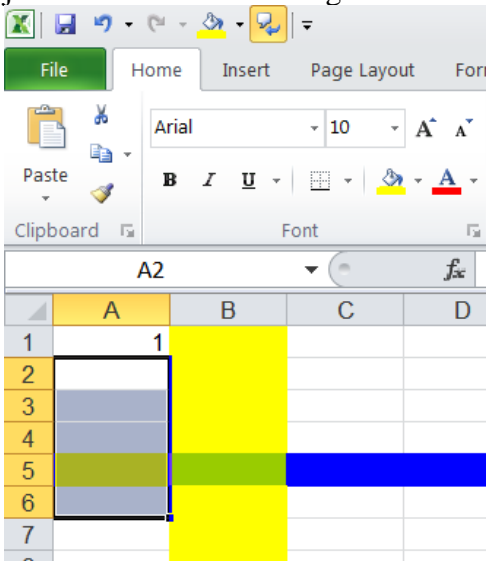 File Home Insert Page Layout
Arial 10 A A
Paste B I U A
Clipboard Font
A2 fx
A B C D
1 1
2
3
4
5
6
7